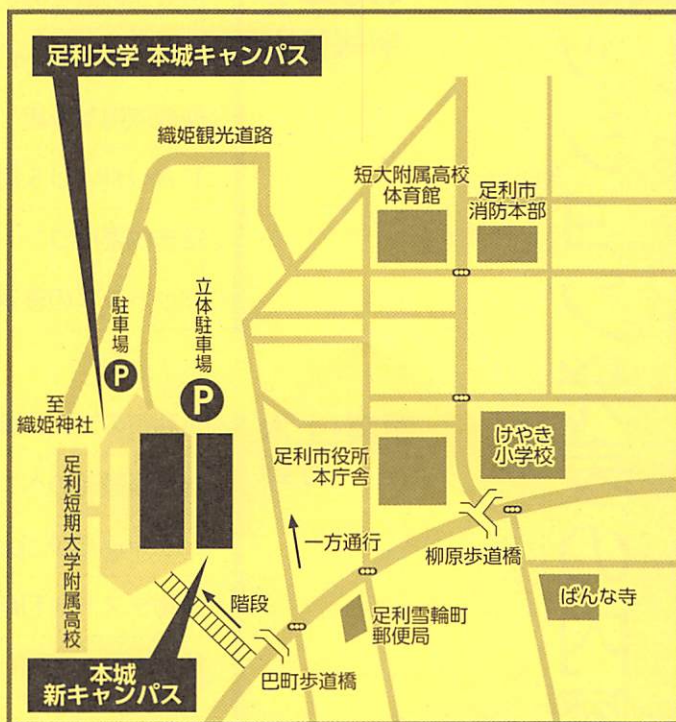 足利大学 本城キャンパス
織姫観光道路
短大附属高校
体育館
足利市
消防本部
駐車場
P
立体駐車場
P
至
織姫神社
足利短期大学附属高校
足利市役所
本庁舎
けやき
小学校
一方通行
柳原歩道橋
階段
足利雪輪町
郵便局
ばんな寺
巴町歩道橋
本城
新キャンパス